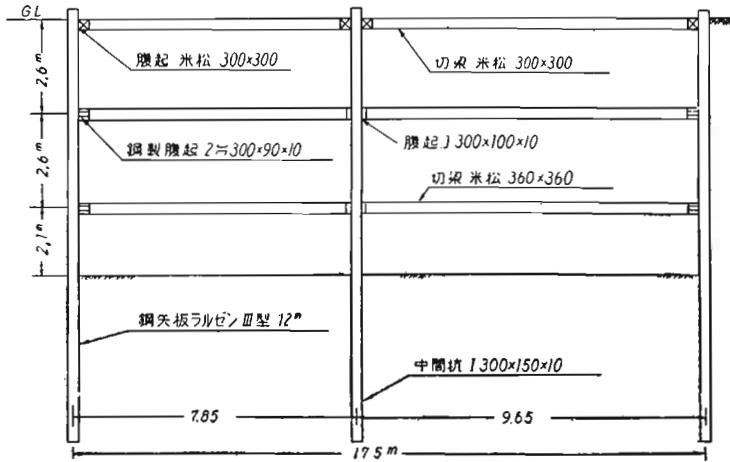 GL
腹起 米松 300×300
切梁 米松 300×300
2,6m
鋼製腹起 2≒300×90×10
腹起 I 300×100×10
2,6m
切梁 米松 360×360
2,1m
鋼矢板ラルゼンⅢ型 12m
中間抗 I 300×150×10
7.85
9.65
17.5m